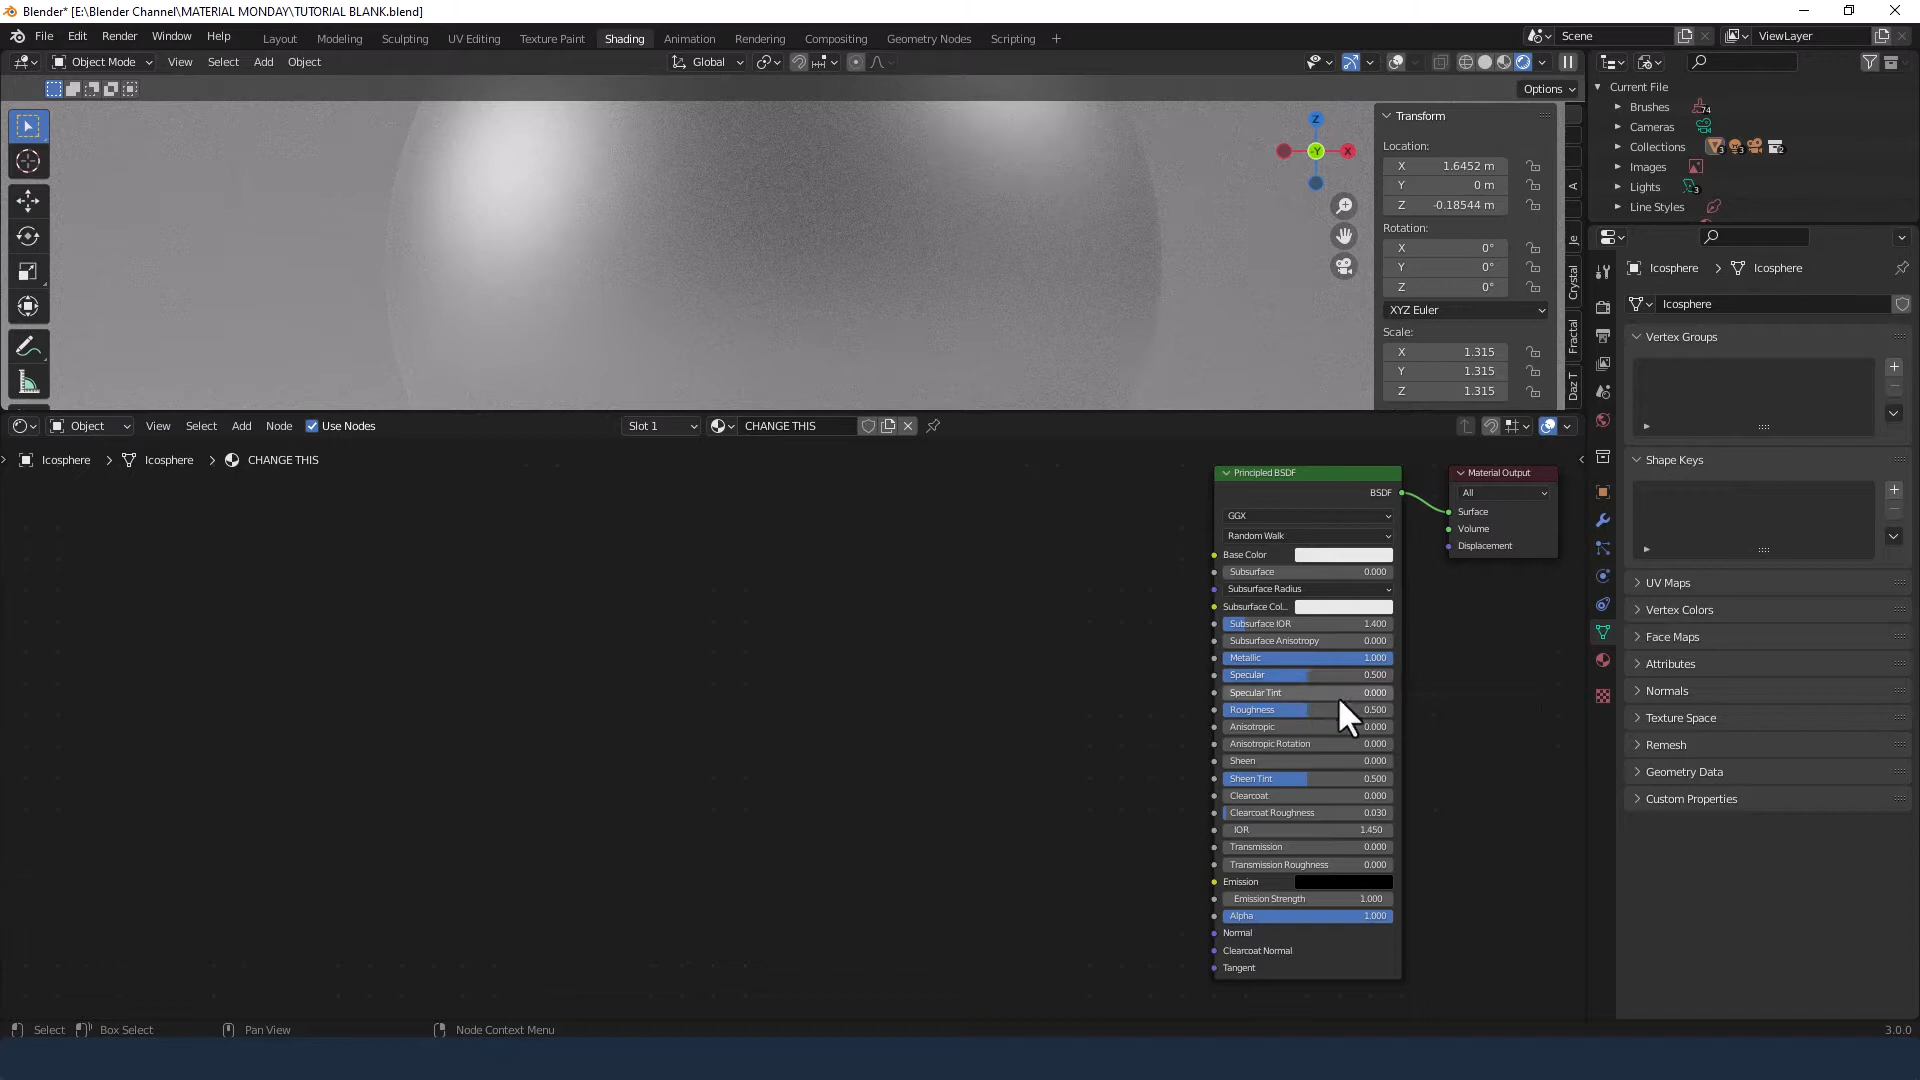 Blender* [E:\Blender Channel\MATERIAL MONDAY\TUTORIAL BLANK.blend]
File Edit Render Window Help Layout Modeling Sculpting UV Editing Texture Paint Shading Animation Rendering Compositing Geometry Nodes Scripting + Scene ViewLayer
Object Mode View Select Add Object Global
Options
Transform
Location:
X 1.6452 m
Y 0 m
Z -0.18544 m
Rotation:
X 0°
Y 0°
Z 0°
XYZ Euler
Scale:
X 1.315
Y 1.315
Z 1.315
Z
-Y
X
A
Je
Crystal
Fractal
Daz T
Current File
Brushes 74
Cameras
Collections 3 3 2
Images
Lights 3
Line Styles
Icosphere > Icosphere
Icosphere
Vertex Groups
Shape Keys
UV Maps
Vertex Colors
Face Maps
Attributes
Normals
Texture Space
Remesh
Geometry Data
Custom Properties
Object View Select Add Node Use Nodes Slot 1 CHANGE THIS
Icosphere > Icosphere > CHANGE THIS
Principled BSDF
BSDF
GGX
Random Walk
Base Color
Subsurface 0.000
Subsurface Radius
Subsurface Col...
Subsurface IOR 1.400
Subsurface Anisotropy 0.000
Metallic 1.000
Specular 0.500
Specular Tint 0.000
Roughness 0.500
Anisotropic 0.000
Anisotropic Rotation 0.000
Sheen 0.000
Sheen Tint 0.500
Clearcoat 0.000
Clearcoat Roughness 0.030
IOR 1.450
Transmission 0.000
Transmission Roughness 0.000
Emission
Emission Strength 1.000
Alpha 1.000
Normal
Clearcoat Normal
Tangent
Material Output
All
Surface
Volume
Displacement
Select Box Select Pan View Node Context Menu 3.0.0